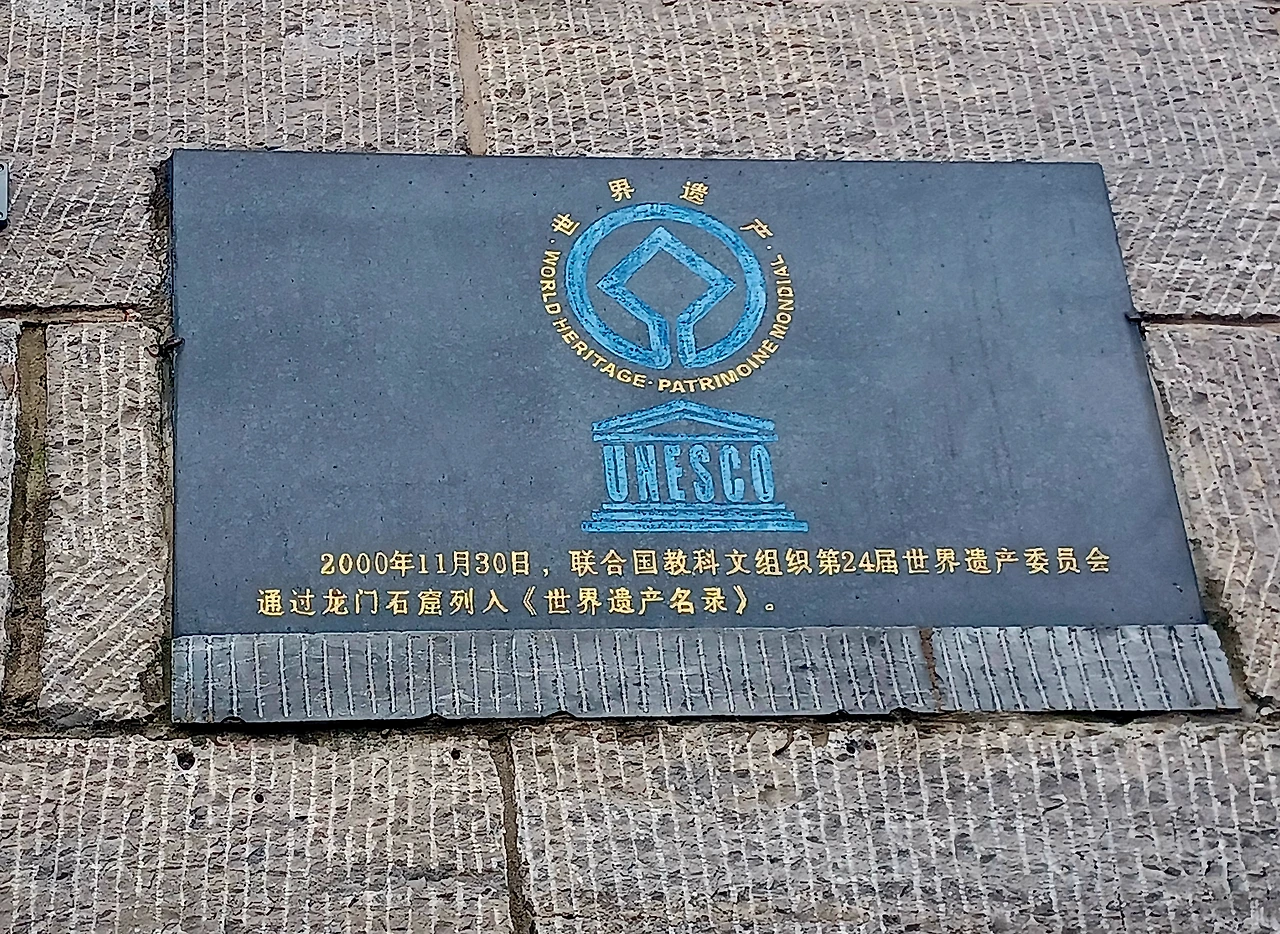 世界遗产
· WORLD HERITAGE · PATRIMOINE MONDIAL ·
UNESCO
2000年11月30日，联合国教科文组织第24届世界遗产委员会
通过龙门石窟列入《世界遗产名录》。